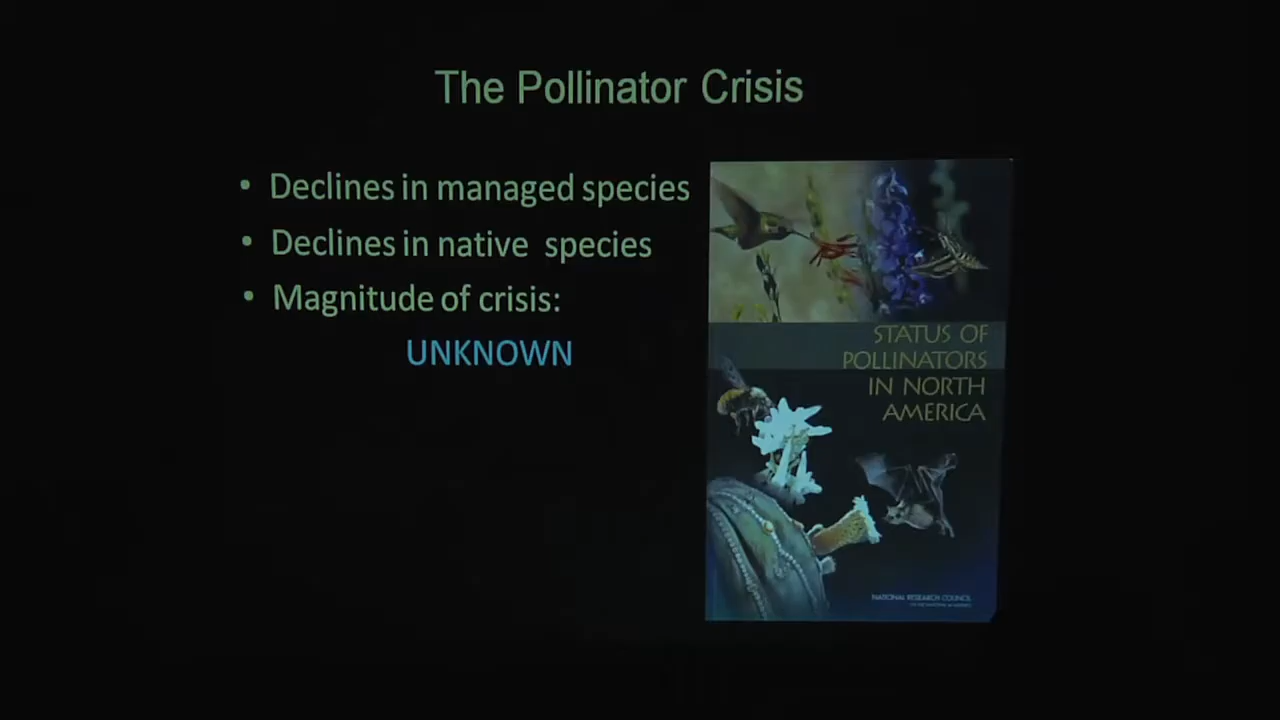 The Pollinator Crisis
• Declines in managed species
• Declines in native species
• Magnitude of crisis:
UNKNOWN
STATUS OF
POLLINATORS
IN NORTH
AMERICA
NATIONAL RESEARCH COUNCIL